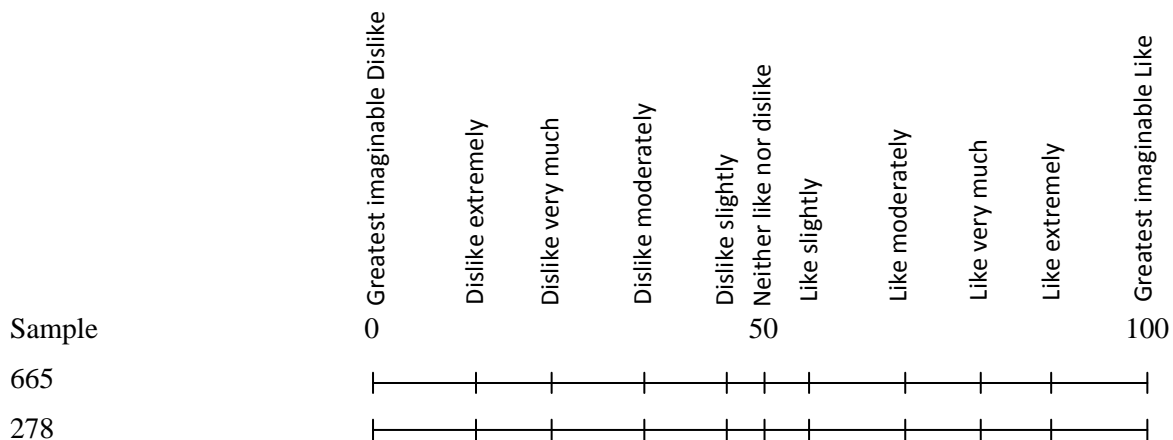 Greatest imaginable Dislike
Dislike extremely
Dislike very much
Dislike moderately
Dislike slightly
Neither like nor dislike
Like slightly
Like moderately
Like very much
Like extremely
Greatest imaginable Like
Sample 0 50 100
665
278